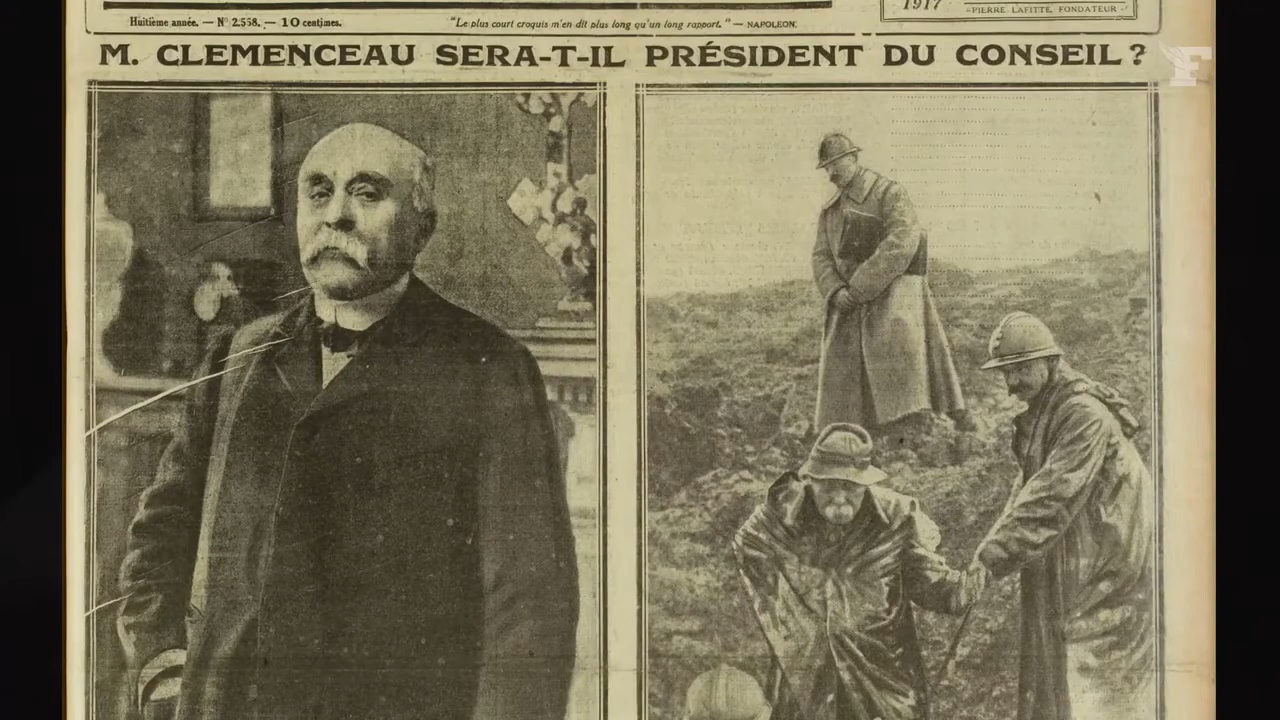 1917
Huitième année. — N° 2.558. — 10 centimes.
"Le plus court croquis m'en dit plus long qu'un long rapport." — NAPOLEON.
PIERRE LAFITTE, FONDATEUR
M. CLEMENCEAU SERA-T-IL PRÉSIDENT DU CONSEIL ?
F